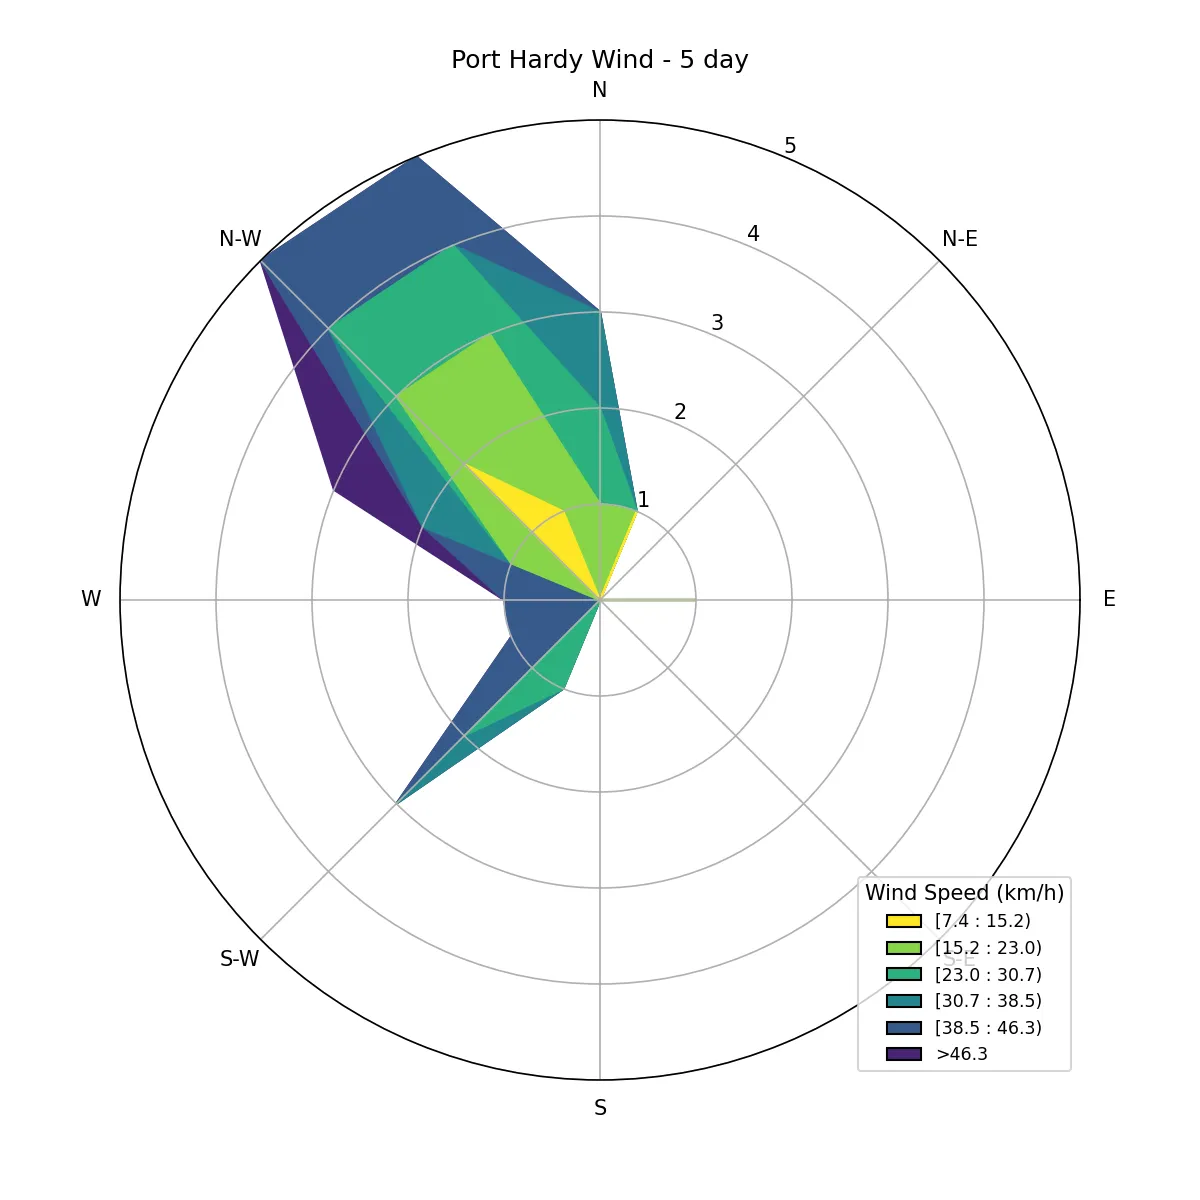 Port Hardy Wind - 5 day
N
5
N-W
4
N-E
3
2
1
W
E
S-W
S-E
Wind Speed (km/h)
[7.4 : 15.2)
[15.2 : 23.0)
[23.0 : 30.7)
[30.7 : 38.5)
[38.5 : 46.3)
>46.3
S